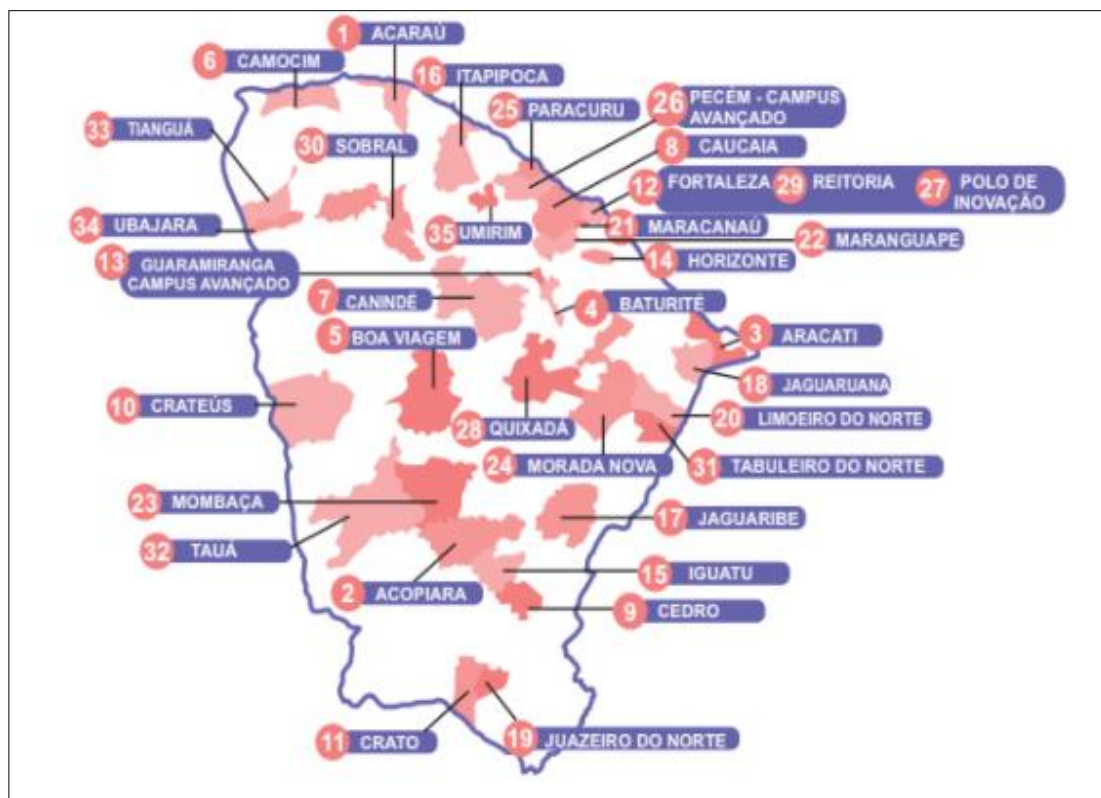 1 ACARAÚ
6 CAMOCIM
16 ITAPIPOCA
25 PARACURU
26 PECÉM - CAMPUS
AVANÇADO
33 TIANGUÁ
30 SOBRAL
8 CAUCAIA
12 FORTALEZA 29 REITORIA 27 POLO DE
INOVAÇÃO
34 UBAJARA
35 UMIRIM
21 MARACANAÚ
22 MARANGUAPE
13 GUARAMIRANGA
CAMPUS AVANÇADO
14 HORIZONTE
7 CANINDÉ
4 BATURITÉ
5 BOA VIAGEM
3 ARACATI
18 JAGUARUANA
10 CRATEÚS
20 LIMOEIRO DO NORTE
28 QUIXADÁ
24 MORADA NOVA
31 TABULEIRO DO NORTE
23 MOMBAÇA
17 JAGUARIBE
32 TAUÁ
15 IGUATU
2 ACOPIARA
9 CEDRO
11 CRATO
19 JUAZEIRO DO NORTE